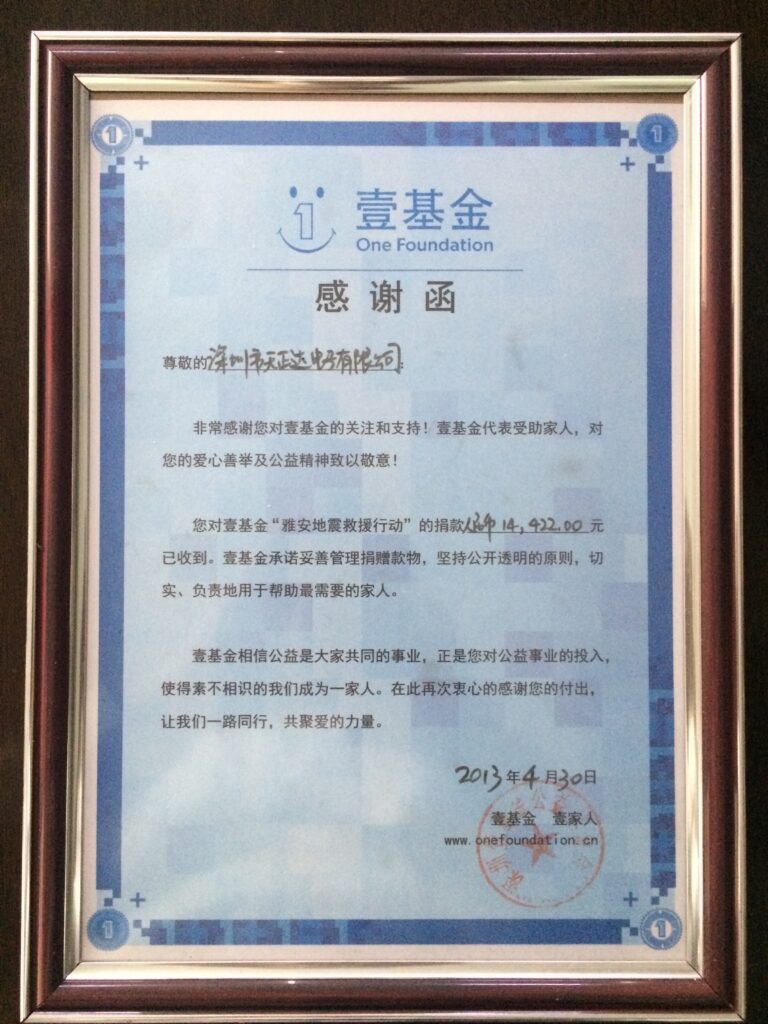 1 1
1 壹基金
One Foundation
感谢函
尊敬的深圳市天正达电子有限公司:
非常感谢您对壹基金的关注和支持！壹基金代表受助家人，对
您的爱心善举及公益精神致以敬意！
您对壹基金“雅安地震救援行动”的捐款人民币14,422.00元
已收到。壹基金承诺妥善管理捐赠款物，坚持公开透明的原则，切
实、负责地用于帮助最需要的家人。
壹基金相信公益是大家共同的事业，正是您对公益事业的投入，
使得素不相识的我们成为一家人。在此再次衷心的感谢您的付出，
让我们一路同行，共聚爱的力量。
2013年4月30日
壹基金 壹家人
www.onefoundation.cn
深圳 公益
1 1